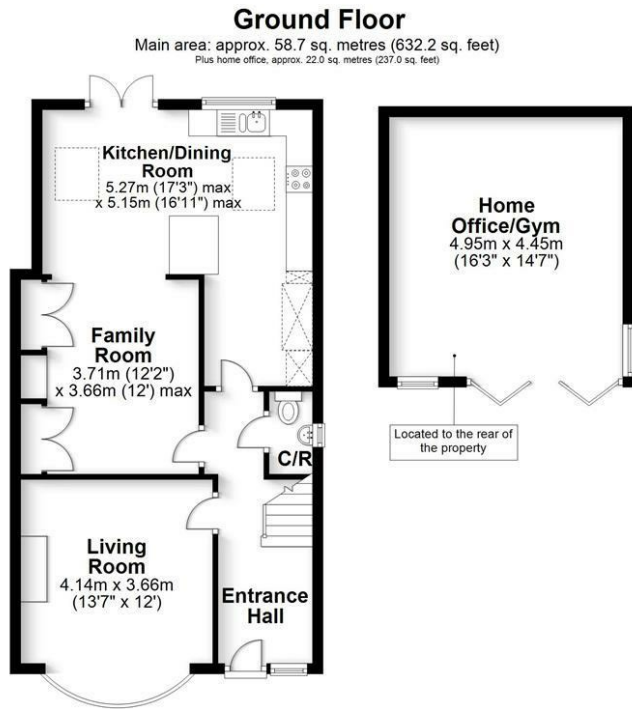 Ground Floor
Main area: approx. 58.7 sq. metres (632.2 sq. feet)
Plus home office, approx. 22.0 sq. metres (237.0 sq. feet)
Kitchen/Dining
Room
5.27m (17'3") max
x 5.15m (16'11") max
Home
Office/Gym
4.95m x 4.45m
(16'3" x 14'7")
Family
Room
3.71m (12'2")
x 3.66m (12') max
Located to the rear of
the property
C/R
Living
Room
4.14m x 3.66m
(13'7" x 12')
Entrance
Hall